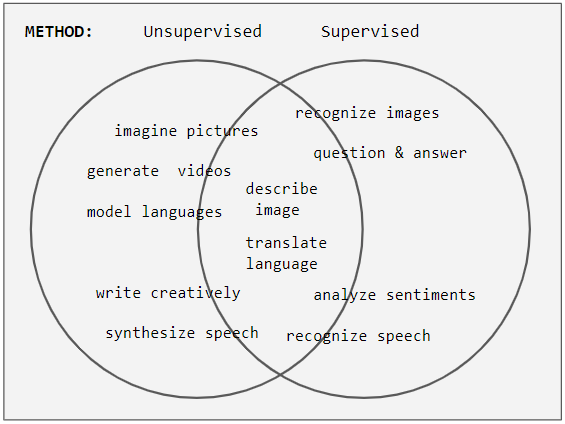 METHOD: Unsupervised Supervised
recognize images
imagine pictures
question & answer
generate videos
describe
image
model languages
translate
language
write creatively
analyze sentiments
synthesize speech
recognize speech